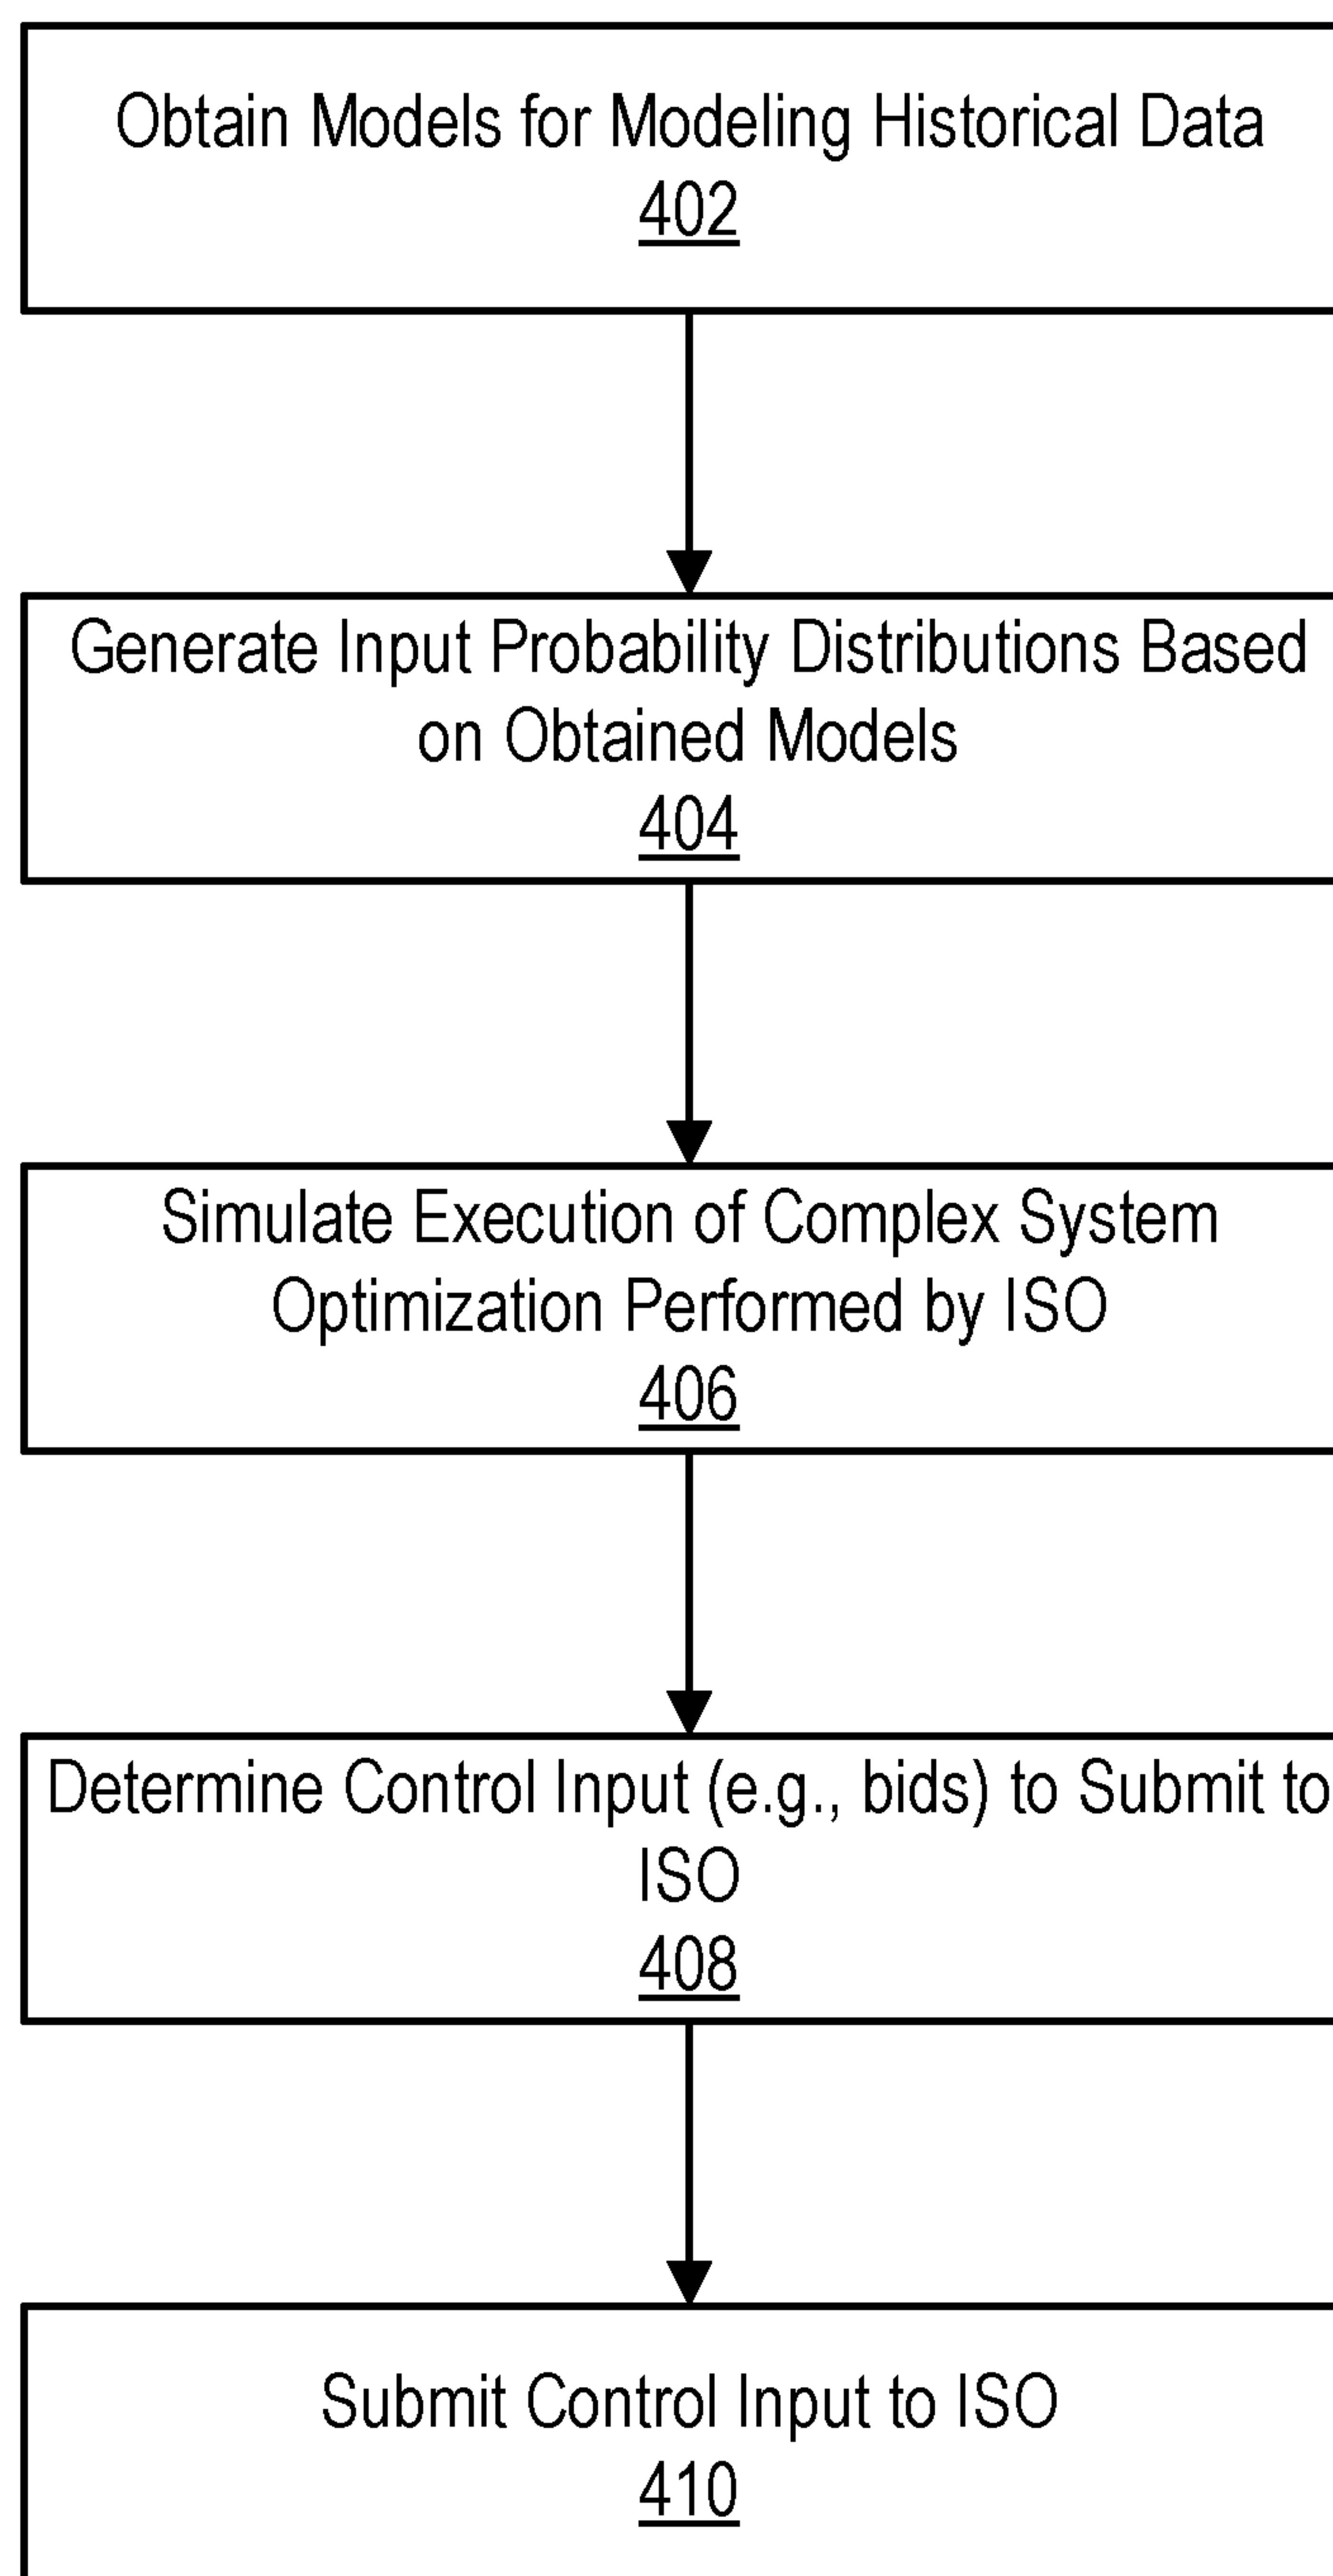 Obtain Models for Modeling Historical Data
402
Generate Input Probability Distributions Based
on Obtained Models
404
Simulate Execution of Complex System
Optimization Performed by ISO
406
Determine Control Input (e.g., bids) to Submit to
ISO
408
Submit Control Input to ISO
410